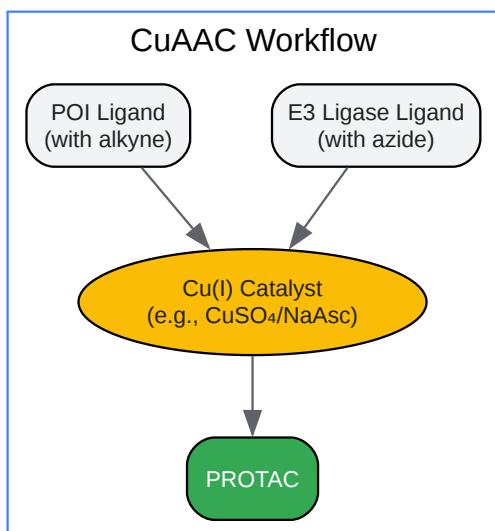 CuAAC Workflow
POI Ligand
(with alkyne)
E3 Ligase Ligand
(with azide)
Cu(I) Catalyst
(e.g., CuSO₄/NaAsc)
PROTAC